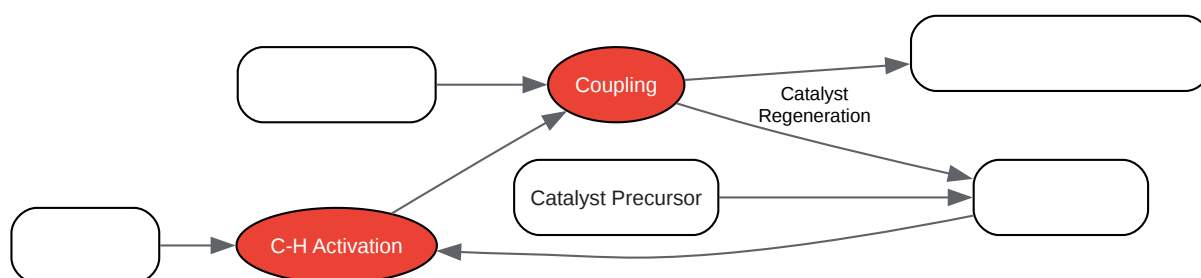 Coupling
Catalyst
Regeneration
Catalyst Precursor
C-H Activation